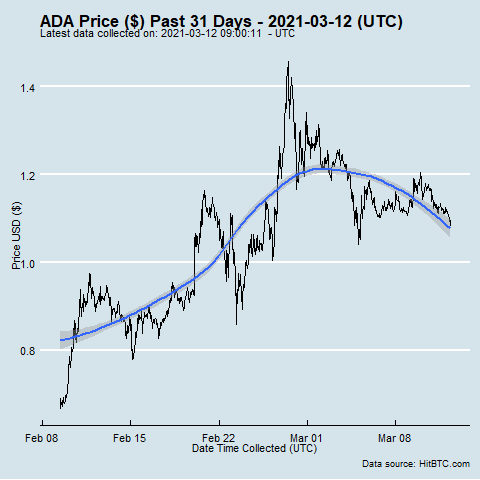 ADA Price ($) Past 31 Days - 2021-03-12 (UTC)
Latest data collected on: 2021-03-12 09:00:11 - UTC
1.4
1.2
1.0
0.8
Price USD ($)
Feb 08
Feb 15
Feb 22
Mar 01
Mar 08
Date Time Collected (UTC)
Data source: HitBTC.com